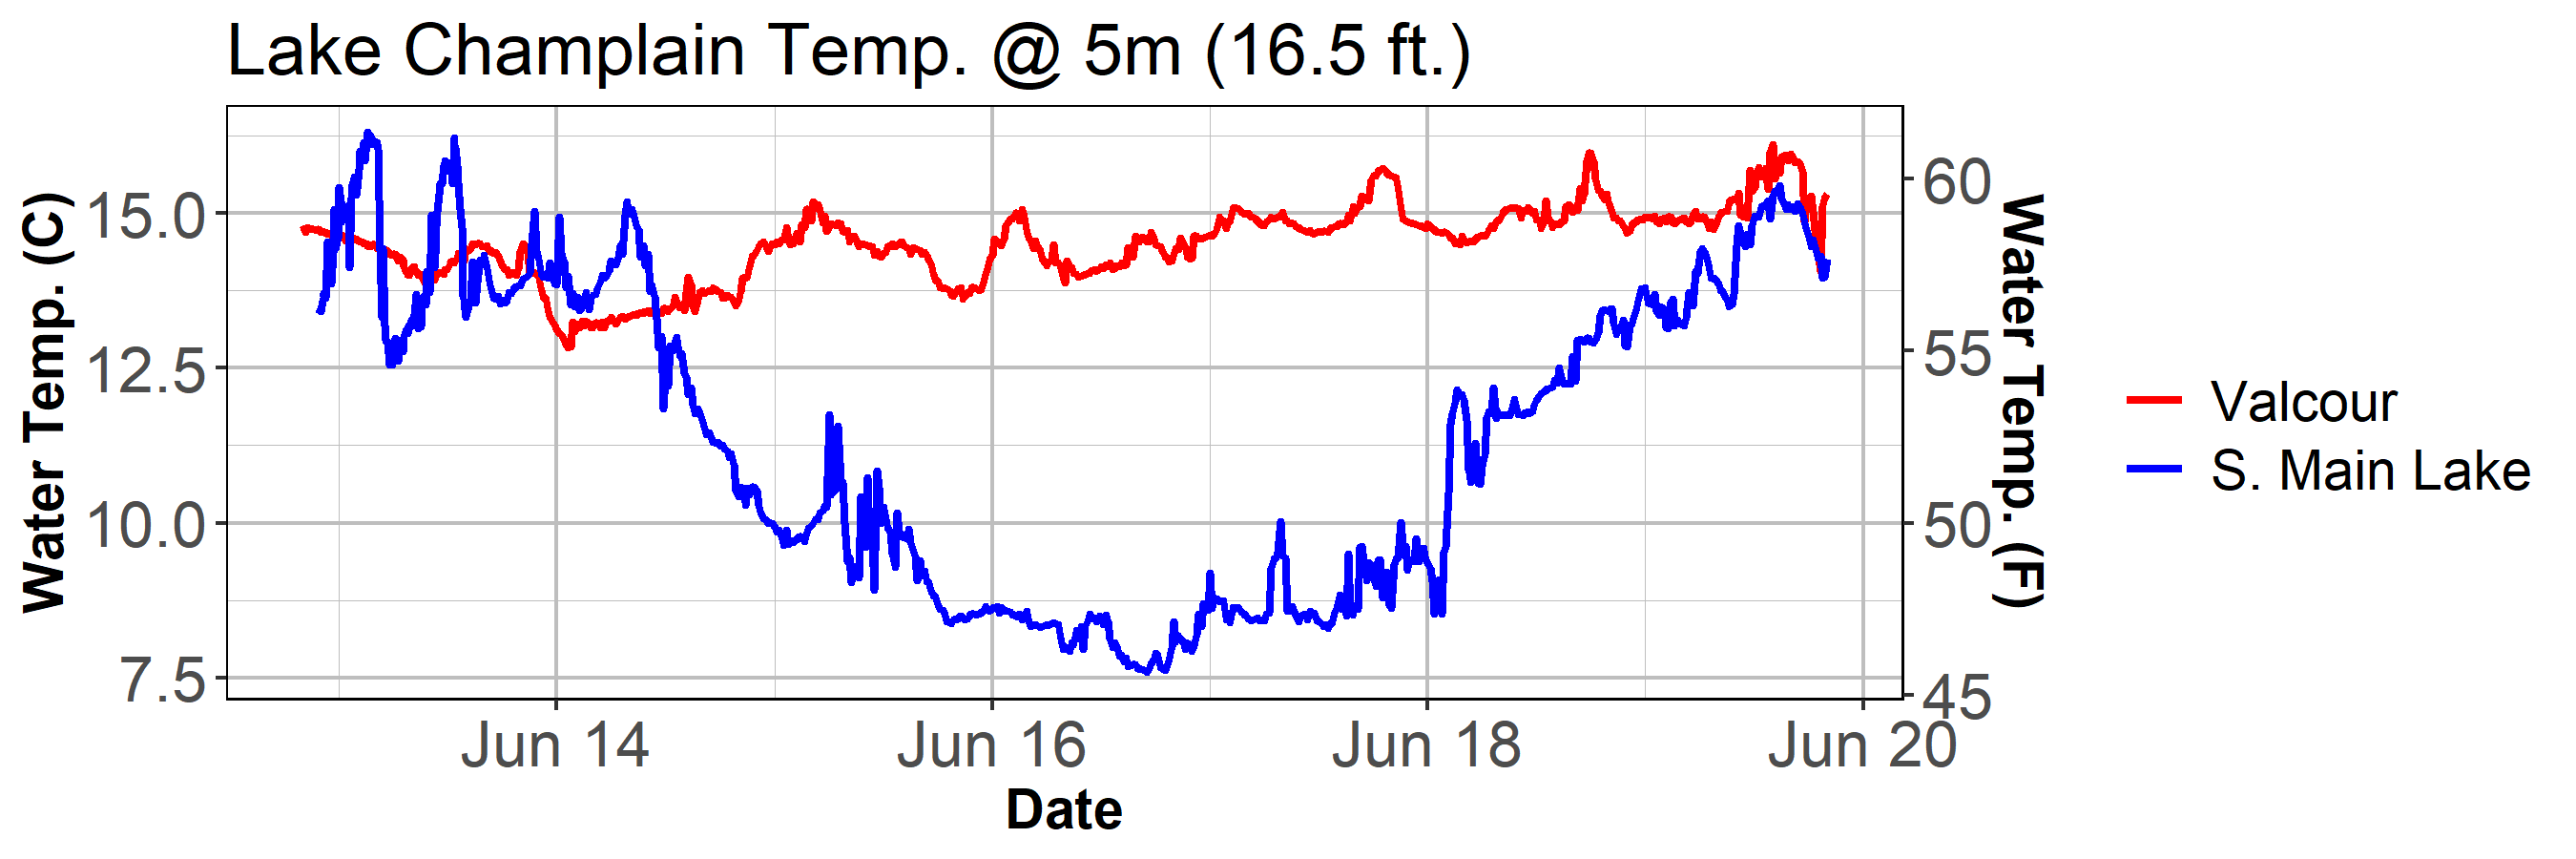 Lake Champlain Temp. @ 5m (16.5 ft.)
Water Temp. (C)
15.0
12.5
10.0
7.5
60
55
50
45
Water Temp. (F)
Jun 14
Jun 16
Jun 18
Jun 20
Date
Valcour
S. Main Lake